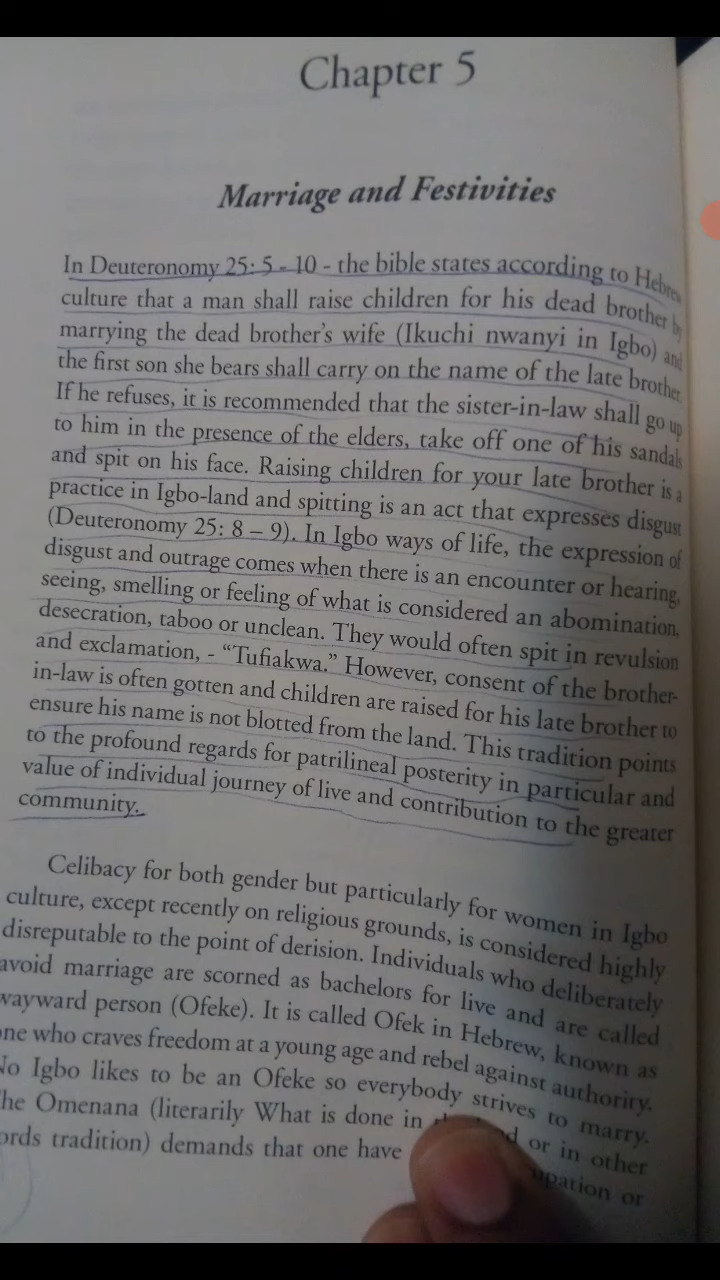 Chapter 5
Marriage and Festivities
In Deuteronomy 25: 5 - 10 - the bible states according to Hebrew
culture that a man shall raise children for his dead brother by
marrying the dead brother's wife (Ikuchi nwanyi in Igbo) and
the first son she bears shall carry on the name of the late brother.
If he refuses, it is recommended that the sister-in-law shall go up
to him in the presence of the elders, take off one of his sandals
and spit on his face. Raising children for your late brother is a
practice in Igbo-land and spitting is an act that expresses disgust
(Deuteronomy 25: 8 – 9). In Igbo ways of life, the expression of
disgust and outrage comes when there is an encounter or hearing,
seeing, smelling or feeling of what is considered an abomination,
desecration, taboo or unclean. They would often spit in revulsion
and exclamation, - “Tufiakwa.” However, consent of the brother-
in-law is often gotten and children are raised for his late brother to
ensure his name is not blotted from the land. This tradition points
to the profound regards for patrilineal posterity in particular and
value of individual journey of live and contribution to the greater
community.
Celibacy for both gender but particularly for women in Igbo
culture, except recently on religious grounds, is considered highly
disreputable to the point of derision. Individuals who deliberately
avoid marriage are scorned as bachelors for live and are called
wayward person (Ofeke). It is called Ofek in Hebrew, known as
one who craves freedom at a young age and rebel against authority.
No Igbo likes to be an Ofeke so everybody strives to marry.
The Omenana (literarily What is done in or in other
ords tradition) demands that one have upation or